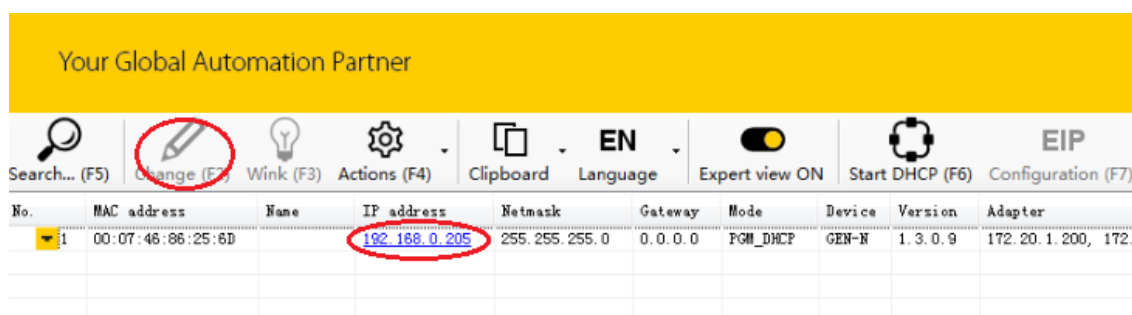 Your Global Automation Partner
EN EIP
Search... (F5) Change (F2) Wink (F3) Actions (F4) Clipboard Language Expert view ON Start DHCP (F6) Configuration (F7)
No. MAC address Name IP address Netmask Gateway Mode Device Version Adapter
1 00:07:46:86:25:6D 192.168.0.205 255.255.255.0 0.0.0.0 PGM_DHCP GEN-N 1.3.0.9 172.20.1.200, 172.